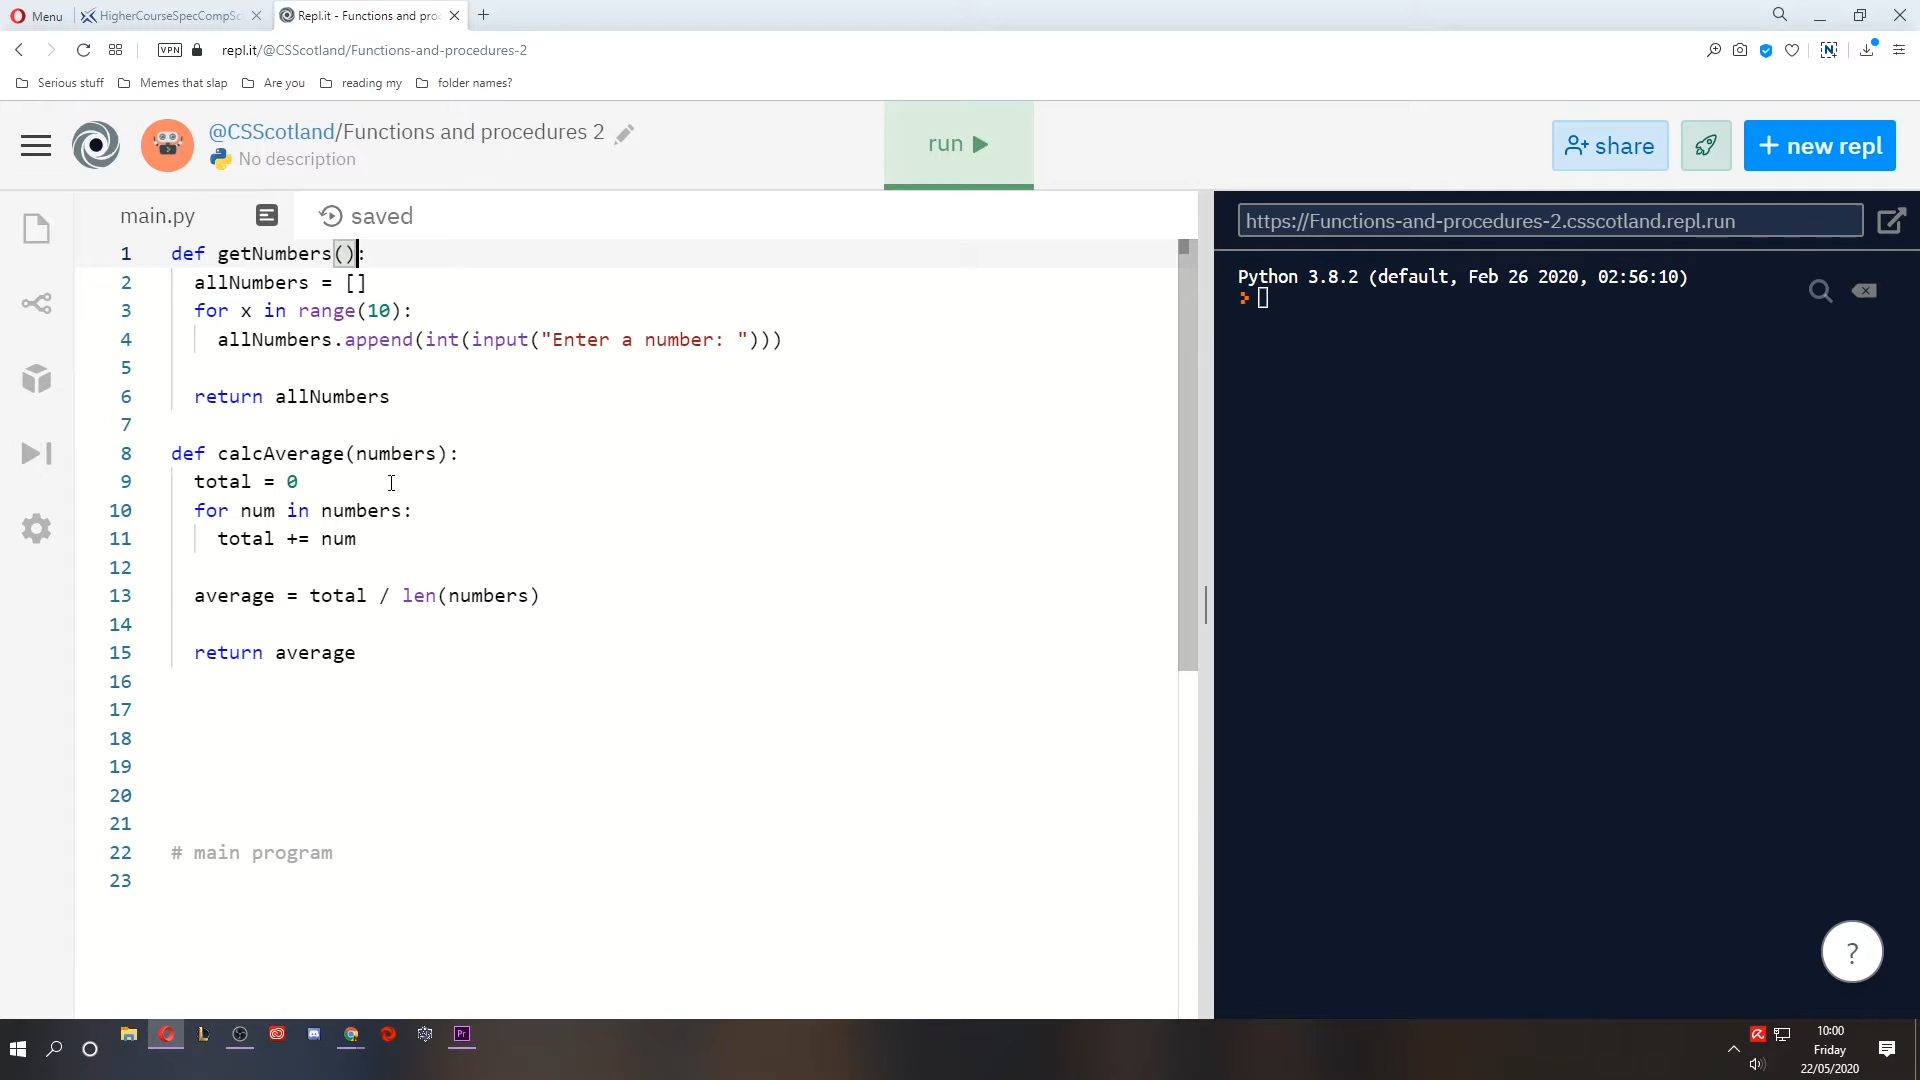 Menu
HigherCourseSpecCompSc
Repl.it - Functions and proc
VPN
repl.it/@CSScotland/Functions-and-procedures-2
Serious stuff
Memes that slap
Are you
reading my
folder names?
@CSScotland/Functions and procedures 2
No description
run
share
+ new repl
main.py
saved
1 def getNumbers():
2 allNumbers = []
3 for x in range(10):
4 allNumbers.append(int(input("Enter a number: ")))
5
6 return allNumbers
7
8 def calcAverage(numbers):
9 total = 0
10 for num in numbers:
11 total += num
12
13 average = total / len(numbers)
14
15 return average
16
17
18
19
20
21
22 # main program
23
https://Functions-and-procedures-2.csscotland.repl.run
Python 3.8.2 (default, Feb 26 2020, 02:56:10)
?
Pr
10:00
Friday
22/05/2020